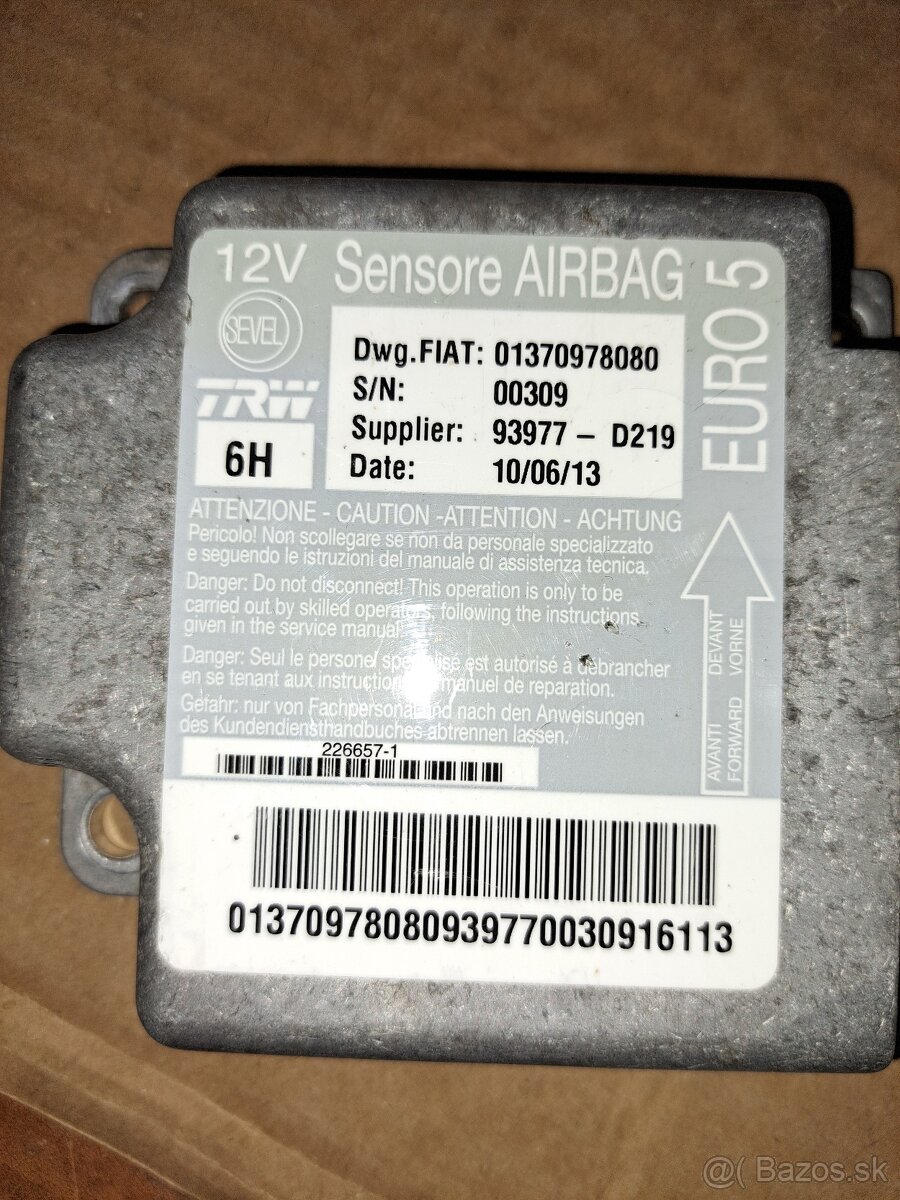 12V Sensore AIRBAG
SEVEL
TRW
6H
Dwg.FIAT: 01370978080
S/N: 00309
Supplier: 93977 - D219
Date: 10/06/13
EURO 5
ATTENZIONE - CAUTION -ATTENTION - ACHTUNG
Pericolo! Non scollegare se non da personale specializzato
e seguendo le istruzioni del manuale di assistenza tecnica.
Danger: Do not disconnect! This operation is only to be
carried out by skilled operators, following the instructions
given in the service manual
Danger: Seul le personel specialisé est autorisé à debrancher
en se tenant aux instructions manuel de reparation.
Gefahr: nur von Fachpersonal und nach den Anweisungen
des Kundendiensthandbuches abtrennen lassen.
AVANTI DEVANT
FORWARD VORNE
226657-1
01370978080939770030916113
@( Bazos.sk